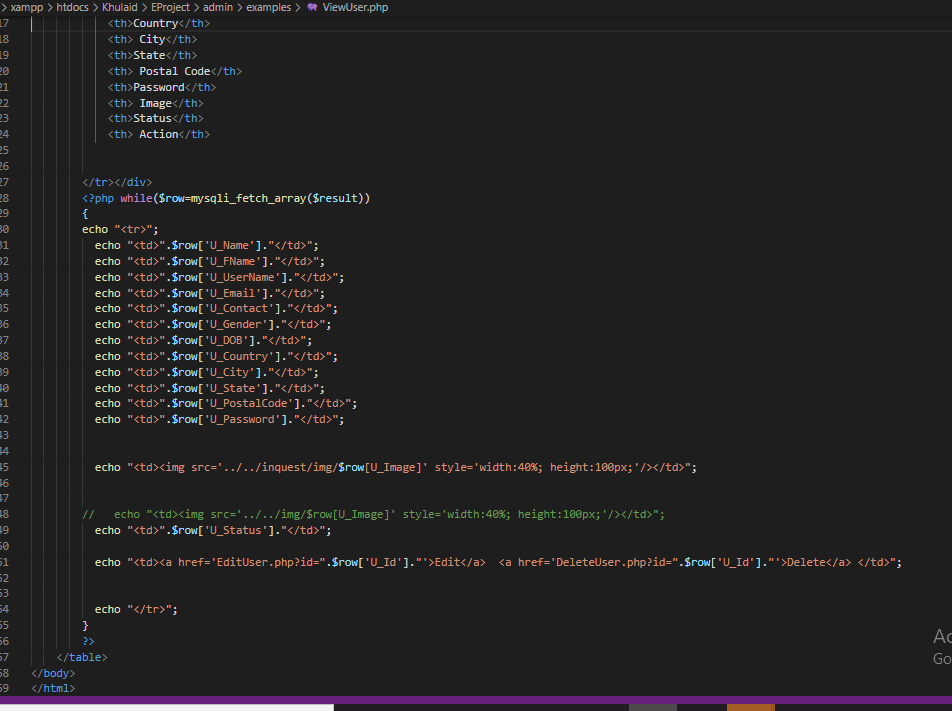 > xampp > htdocs > Khulaid > EProject > admin > examples > ViewUser.php
17 <th>Country</th>
18 <th> City</th>
19 <th>State</th>
20 <th> Postal Code</th>
21 <th>Password</th>
22 <th> Image</th>
23 <th>Status</th>
24 <th> Action</th>
25
26
27 </tr></div>
28 <?php while($row=mysqli_fetch_array($result))
29 {
30 echo "<tr>";
31 echo "<td>".$row['U_Name']."</td>";
32 echo "<td>".$row['U_FName']."</td>";
33 echo "<td>".$row['U_UserName']."</td>";
34 echo "<td>".$row['U_Email']."</td>";
35 echo "<td>".$row['U_Contact']."</td>";
36 echo "<td>".$row['U_Gender']."</td>";
37 echo "<td>".$row['U_DOB']."</td>";
38 echo "<td>".$row['U_Country']."</td>";
39 echo "<td>".$row['U_City']."</td>";
40 echo "<td>".$row['U_State']."</td>";
41 echo "<td>".$row['U_PostalCode']."</td>";
42 echo "<td>".$row['U_Password']."</td>";
43
44
45 echo "<td><img src='../../inquest/img/$row[U_Image]' style='width:40%; height:100px;'/></td>";
46
47
48 //   echo "<td><img src='../../img/$row[U_Image]' style='width:40%; height:100px;'/></td>";
49 echo "<td>".$row['U_Status']."</td>";
50
51 echo "<td><a href='EditUser.php?id=".$row['U_Id']."'>Edit</a>  <a href='DeleteUser.php?id=".$row['U_Id']."'>Delete</a> </td>";
52
53
54 echo "</tr>";
55 }
56 ?>
57 </table>
58 </body>
59 </html>
Ac
Go